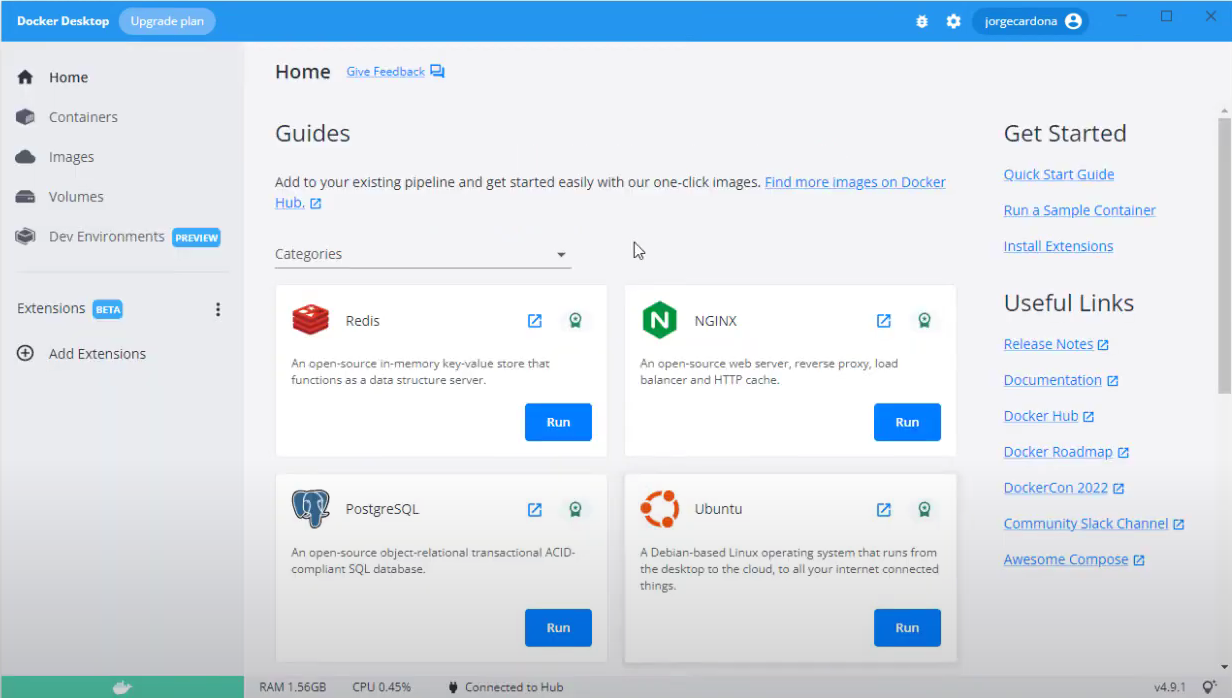 Docker Desktop
Upgrade plan
jorgecardona
Home
Containers
Images
Volumes
Dev Environments PREVIEW
Extensions BETA
Add Extensions
Home
Give Feedback
Guides
Add to your existing pipeline and get started easily with our one-click images. Find more images on Docker
Hub.
Categories
Redis
An open-source in-memory key-value store that
functions as a data structure server.
Run
NGINX
An open-source web server, reverse proxy, load
balancer and HTTP cache.
Run
PostgreSQL
An open-source object-relational transactional ACID-
compliant SQL database.
Run
Ubuntu
A Debian-based Linux operating system that runs from
the desktop to the cloud, to all your internet connected
things.
Run
Get Started
Quick Start Guide
Run a Sample Container
Install Extensions
Useful Links
Release Notes
Documentation
Docker Hub
Docker Roadmap
DockerCon 2022
Community Slack Channel
Awesome Compose
RAM 1.56GB
CPU 0.45%
Connected to Hub
v4.9.1